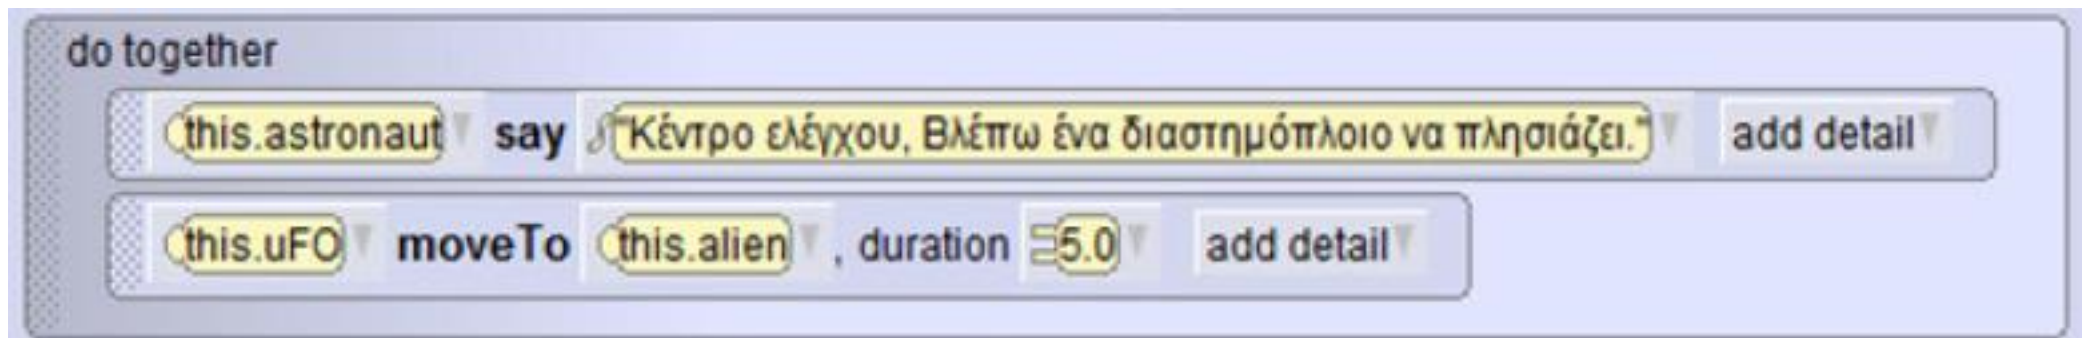 do together
this.astronaut say "Κέντρο ελέγχου, Βλέπω ένα διαστημόπλοιο να πλησιάζει." add detail
this.uFO moveTo this.alien , duration 5.0 add detail